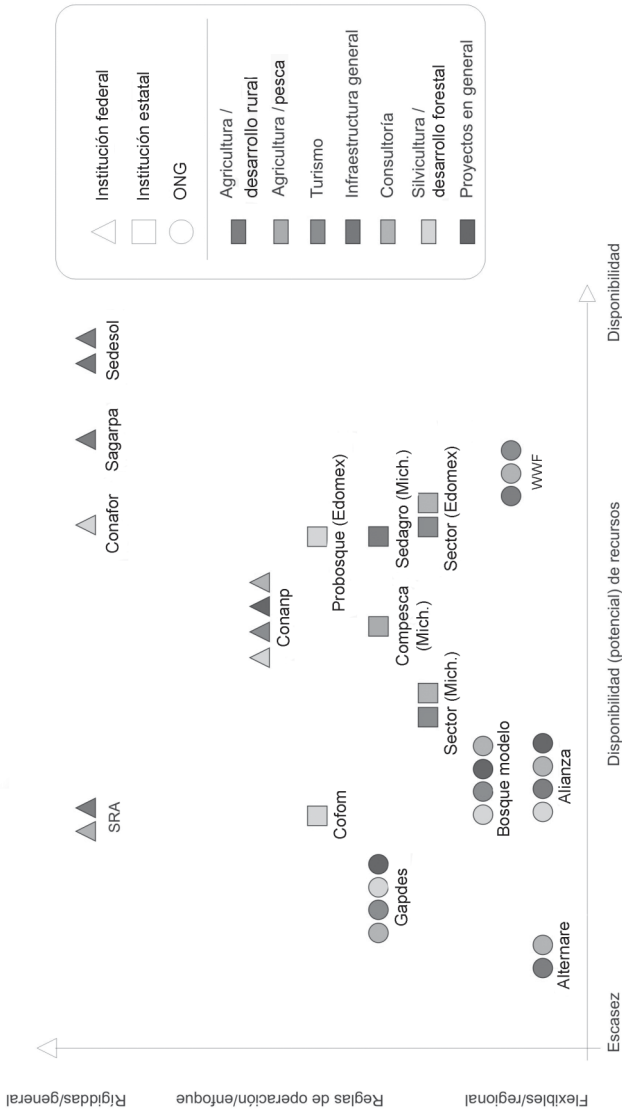 Institución federal
Institución estatal
ONG
Agricultura /
desarrollo rural
Agricultura / pesca
Turismo
Infraestructura general
Consultoría
Silvicultura /
desarrollo forestal
Proyectos en general
SRA
Conafor
Sagarpa
Sedesol
Conanp
Cofom
Probosque (Edomex)
Gapdes
Compesca
(Mich.)
Sedagro (Mich.)
Sector (Mich.)
Sector (Edomex)
Bosque modelo
WWF
Alternare
Alianza
Rígiddas/general
Reglas de operación/enfoque
Flexibles/regional
Escasez
Disponibilidad (potencial) de recursos
Disponibilidad